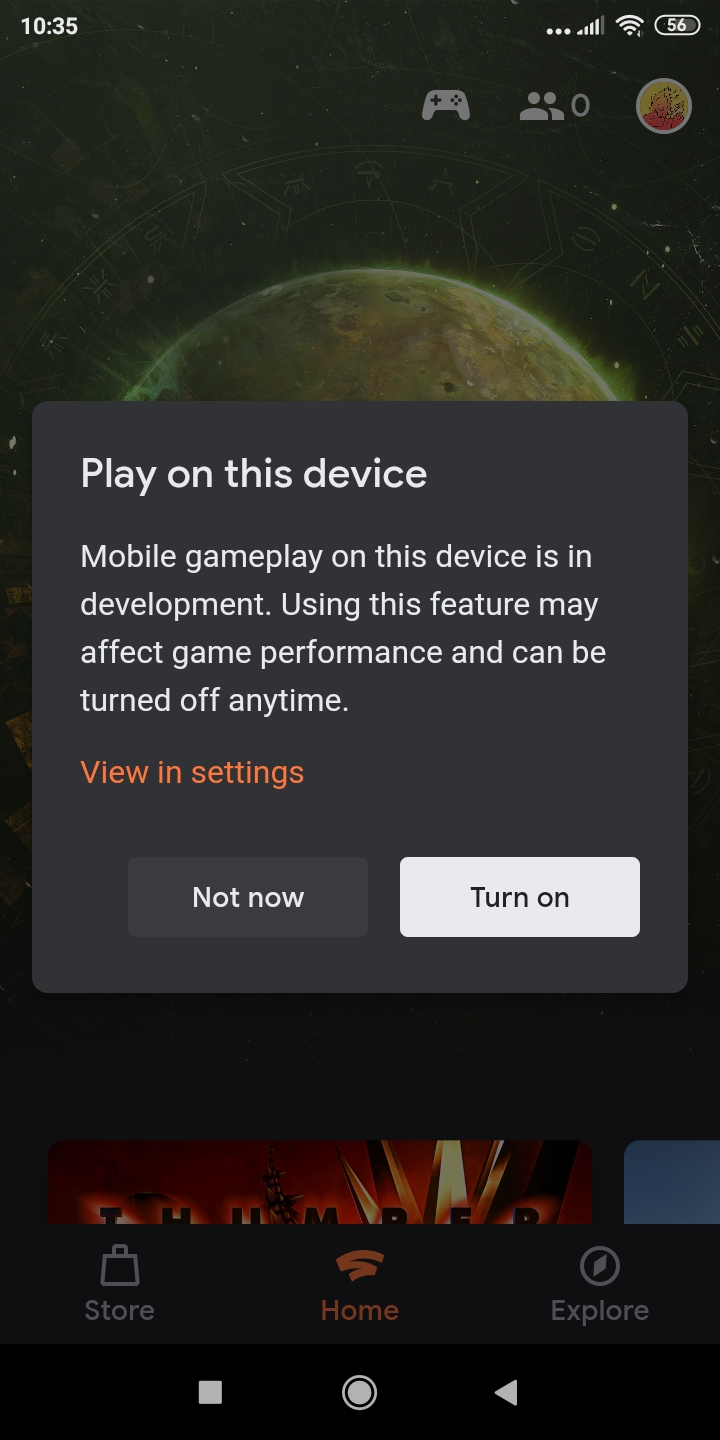 10:35
56
0
Play on this device
Mobile gameplay on this device is in
development. Using this feature may
affect game performance and can be
turned off anytime.
View in settings
Not now
Turn on
THUMPER
Store
Home
Explore